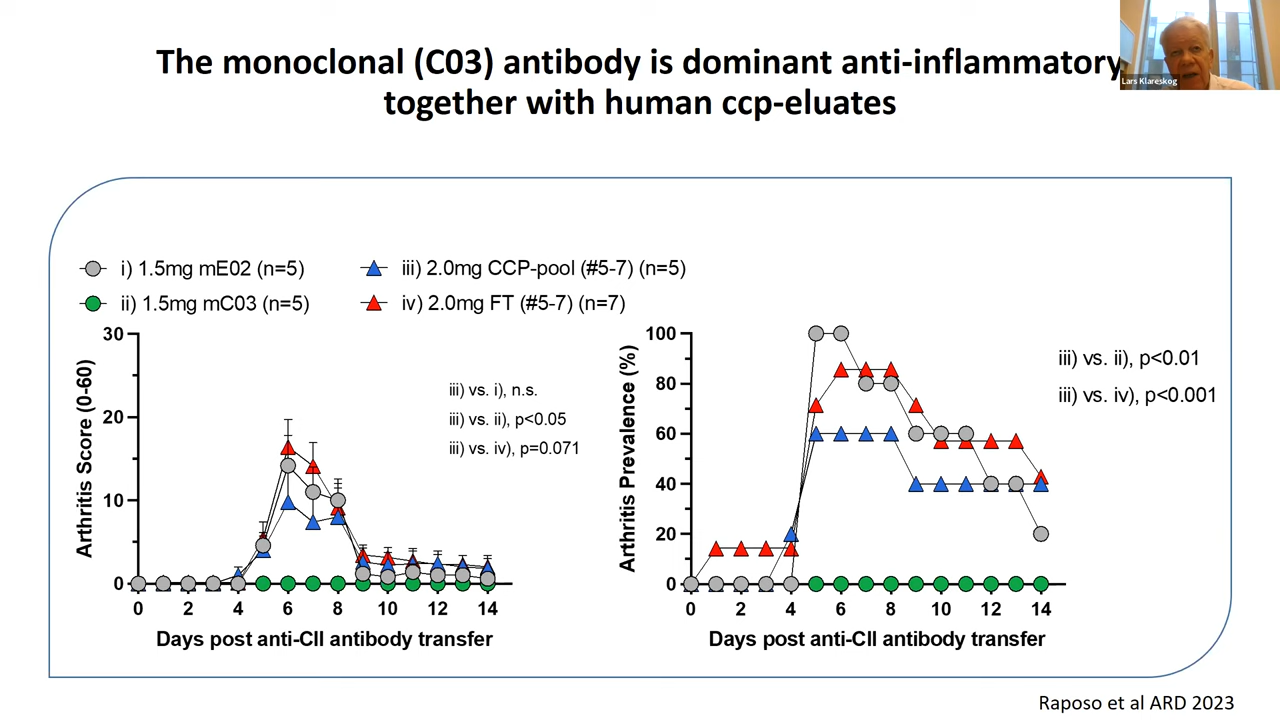 The monoclonal (C03) antibody is dominant anti-inflammatory
together with human ccp-eluates
Lars Klareskog
i) 1.5mg mE02 (n=5)
iii) 2.0mg CCP-pool (#5-7) (n=5)
ii) 1.5mg mC03 (n=5)
iv) 2.0mg FT (#5-7) (n=7)
Arthritis Score (0-60)
30
20
10
0
iii) vs. i), n.s.
iii) vs. ii), p<0.05
iii) vs. iv), p=0.071
0 2 4 6 8 10 12 14
Days post anti-CII antibody transfer
Arthritis Prevalence (%)
100
80
60
40
20
0
iii) vs. ii), p<0.01
iii) vs. iv), p<0.001
0 2 4 6 8 10 12 14
Days post anti-CII antibody transfer
Raposo et al ARD 2023